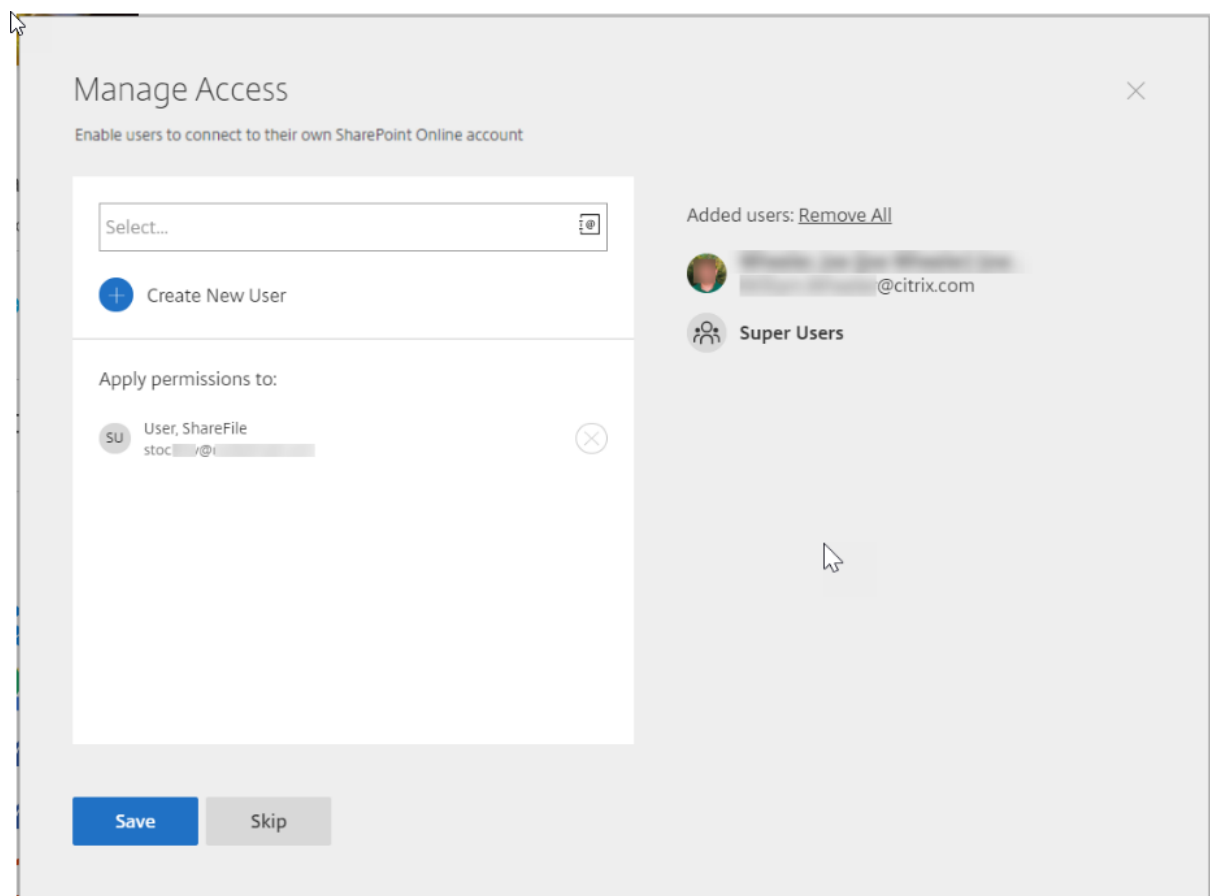 Manage Access
Enable users to connect to their own SharePoint Online account
Select...
Create New User
Apply permissions to:
SU
User, ShareFile
stoc
Added users: Remove All
@citrix.com
Super Users
Save
Skip